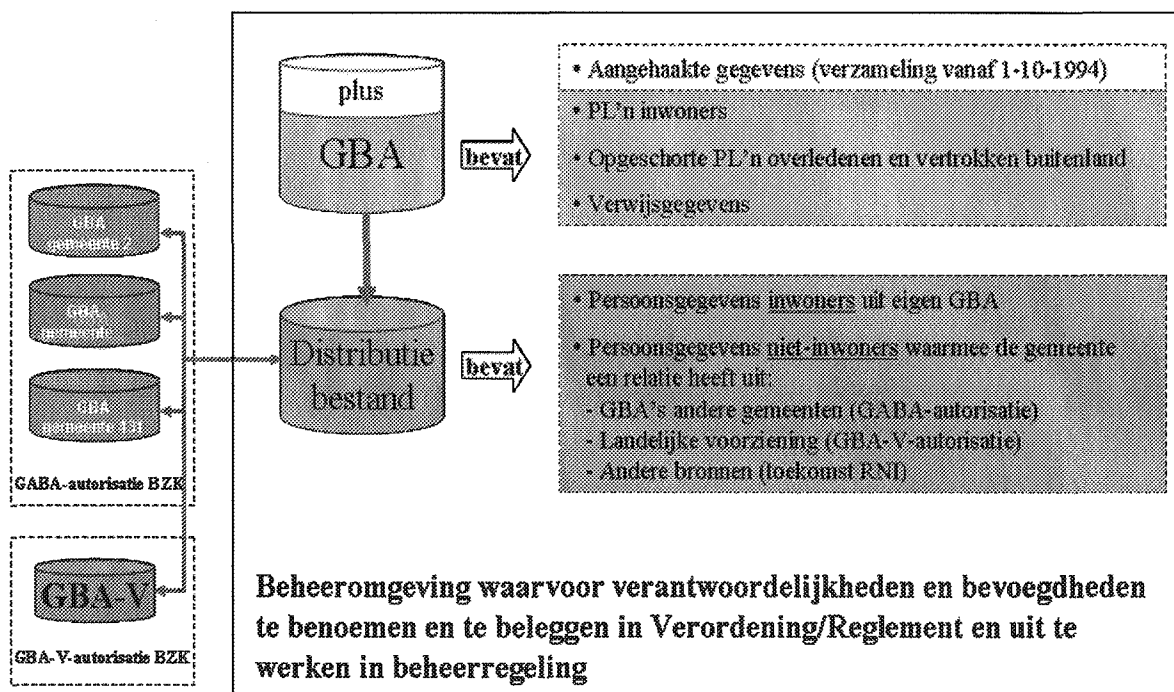 plus
GBA
bevat
• Aangehaakte gegevens (verzameling vanaf 1-10-1994)
• PL'n inwoners
• Opgeschorte PL'n overledenen en vertrokken buitenland
• Verwijsgegevens
GBA
gemeente 2
GBA
gemeente
GBA
gemeente
GABA-autorisatie BZK
GBA-V
GBA-V-autorisatie BZK
Distributie
bestand
bevat
• Persoonsgegevens inwoners uit eigen GBA
• Persoonsgegevens niet-inwoners waarmee de gemeente
een relatie heeft uit:
- GBA's andere gemeenten (GABA-autorisatie)
- Landelijke voorziening (GBA-V-autorisatie)
- Andere bronnen (toekomst RNI)
Beheeromgeving waarvoor verantwoordelijkheden en bevoegdheden
te benoemen en te beleggen in Verordening/Reglement en uit te
werken in beheerregeling